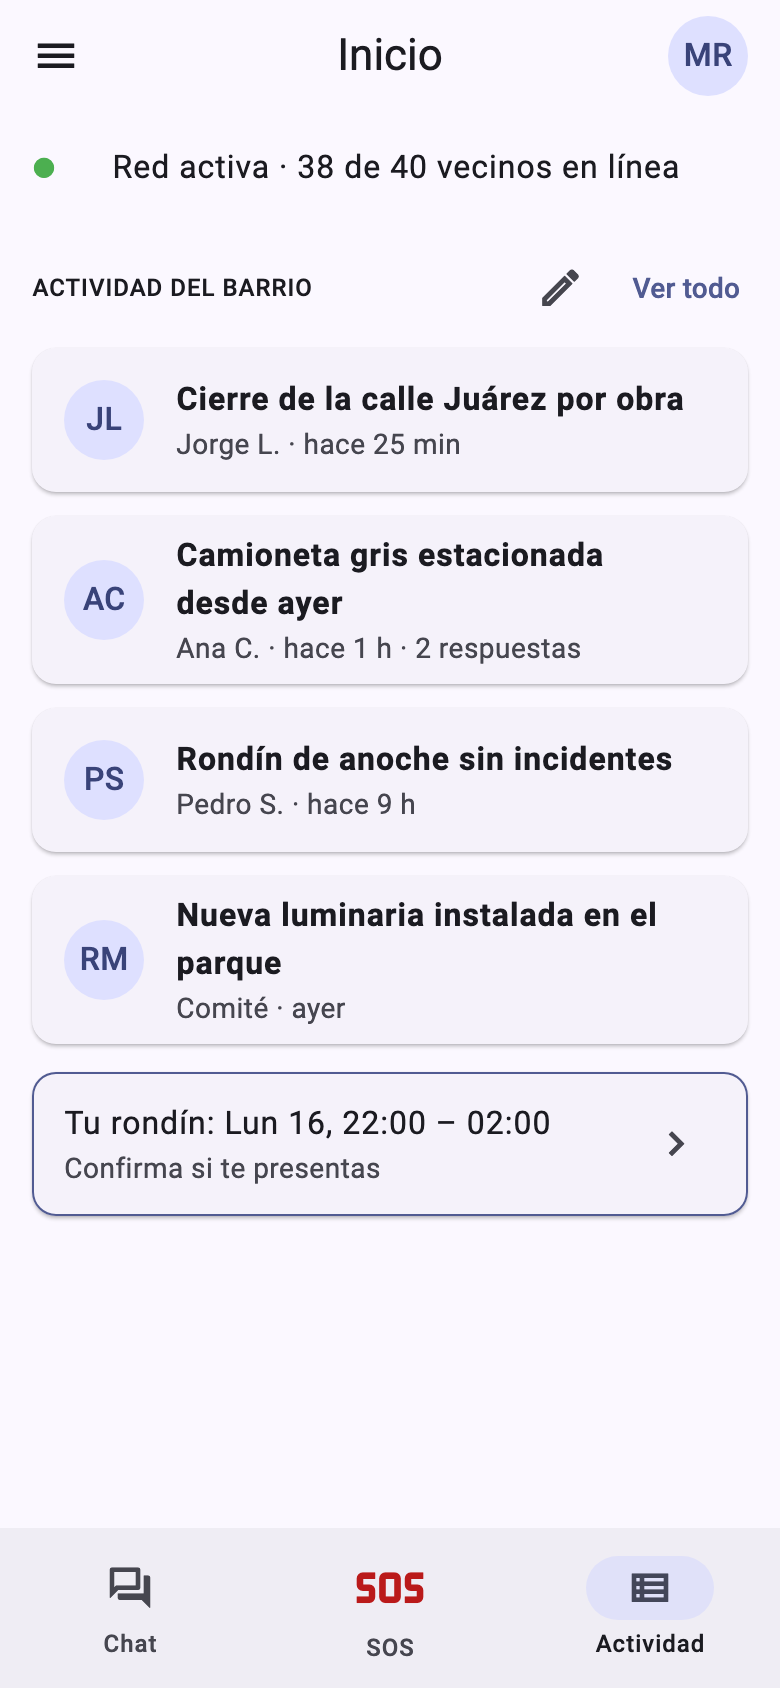 Inicio
MR
Red activa · 38 de 40 vecinos en línea
ACTIVIDAD DEL BARRIO
Ver todo
JL
Cierre de la calle Juárez por obra
Jorge L. · hace 25 min
AC
Camioneta gris estacionada
desde ayer
Ana C. · hace 1 h · 2 respuestas
PS
Rondín de anoche sin incidentes
Pedro S. · hace 9 h
RM
Nueva luminaria instalada en el
parque
Comité · ayer
Tu rondín: Lun 16, 22:00 – 02:00
Confirma si te presentas
SOS
Chat
SOS
Actividad